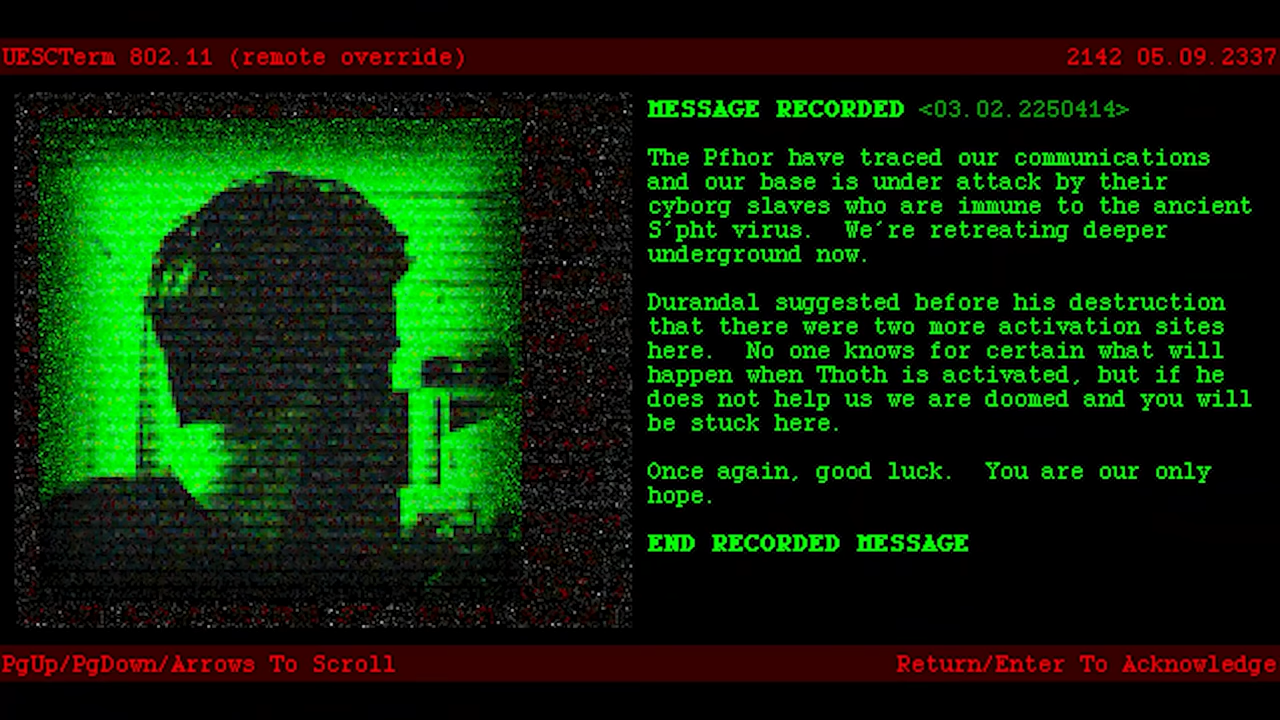 UESCTerm 802.11 (remote override)
2142 05.09.2337
MESSAGE RECORDED <03.02.2250414>
The Pfhor have traced our communications
and our base is under attack by their
cyborg slaves who are immune to the ancient
S´pht virus.  We´re retreating deeper
underground now.
Durandal suggested before his destruction
that there were two more activation sites
here.  No one knows for certain what will
happen when Thoth is activated, but if he
does not help us we are doomed and you will
be stuck here.
Once again, good luck.  You are our only
hope.
END RECORDED MESSAGE
PgUp/PgDown/Arrows To Scroll
Return/Enter To Acknowledge